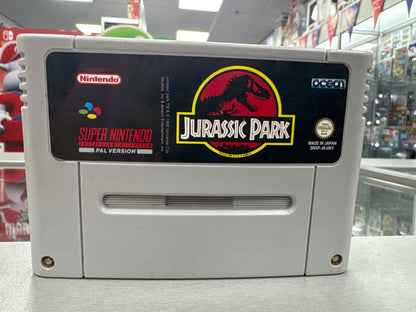 Nintendo
SUPER NINTENDO
ENTERTAINMENT SYSTEM
PAL VERSION
JURASSIC PARK
ocean
MADE IN JAPAN
SNSP-J8-UKV